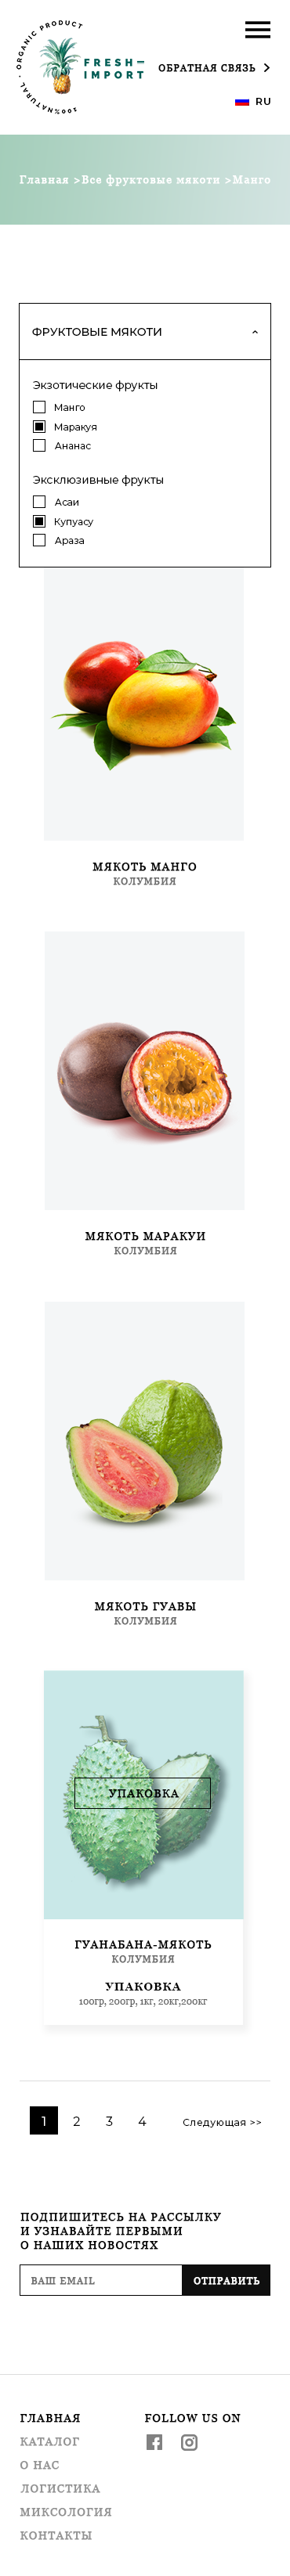 ORGANIC PRODUCT · 100%NATURAL ·
FRESH–
IMPORT
ОБРАТНАЯ СВЯЗЬ >
RU
Главная >Все фруктовые мякоти >Манго
ФРУКТОВЫЕ МЯКОТИ
Экзотические фрукты
Манго
Маракуя
Ананас
Эксклюзивные фрукты
Асаи
Купуасу
Араза
МЯКОТЬ МАНГО
КОЛУМБИЯ
МЯКОТЬ МАРАКУИ
КОЛУМБИЯ
МЯКОТЬ ГУАВЫ
КОЛУМБИЯ
УПАКОВКА
ГУАНАБАНА-МЯКОТЬ
КОЛУМБИЯ
УПАКОВКА
100гр, 200гр, 1кг, 20кг,200кг
1 2 3 4 Следующая >>
ПОДПИШИТЕСЬ НА РАССЫЛКУ
И УЗНАВАЙТЕ ПЕРВЫМИ
О НАШИХ НОВОСТЯХ
ВАШ EMAIL ОТПРАВИТЬ
ГЛАВНАЯ
КАТАЛОГ
О НАС
ЛОГИСТИКА
МИКСОЛОГИЯ
КОНТАКТЫ
FOLLOW US ON